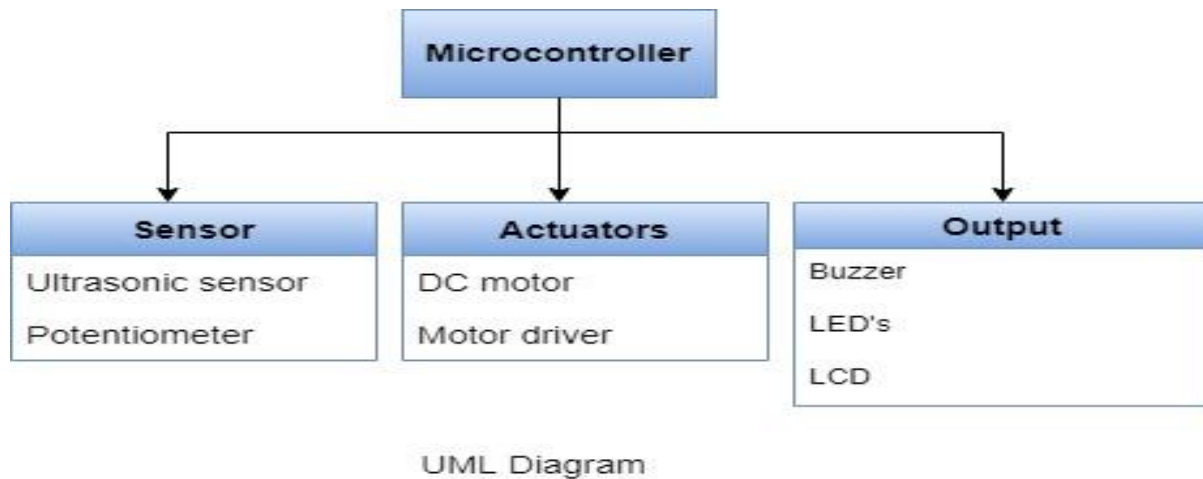 Microcontroller
Sensor
Ultrasonic sensor
Potentiometer
Actuators
DC motor
Motor driver
Output
Buzzer
LED's
LCD
UML Diagram